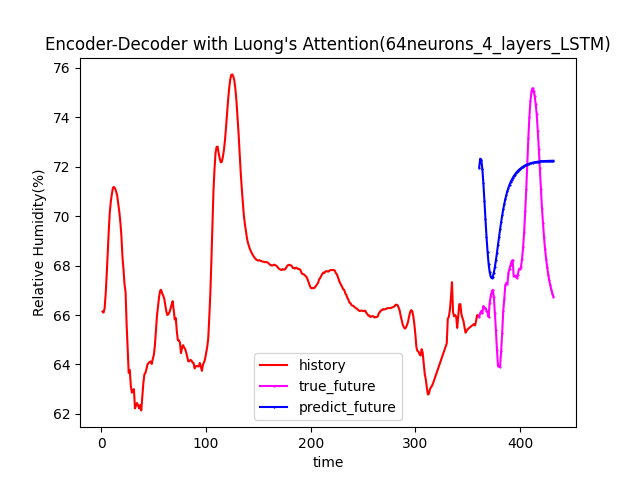 Encoder-Decoder with Luong's Attention(64neurons_4_layers_LSTM)
76
74
72
70
68
66
64
62
Relative Humidity(%)
history
true_future
predict_future
0
100
200
300
400
time